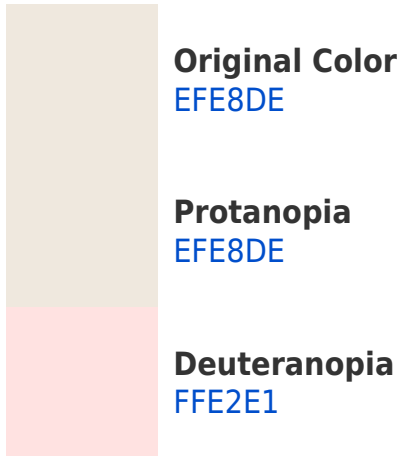 Original Color
EFE8DE
Protanopia
EFE8DE
Deuteranopia
FFE2E1